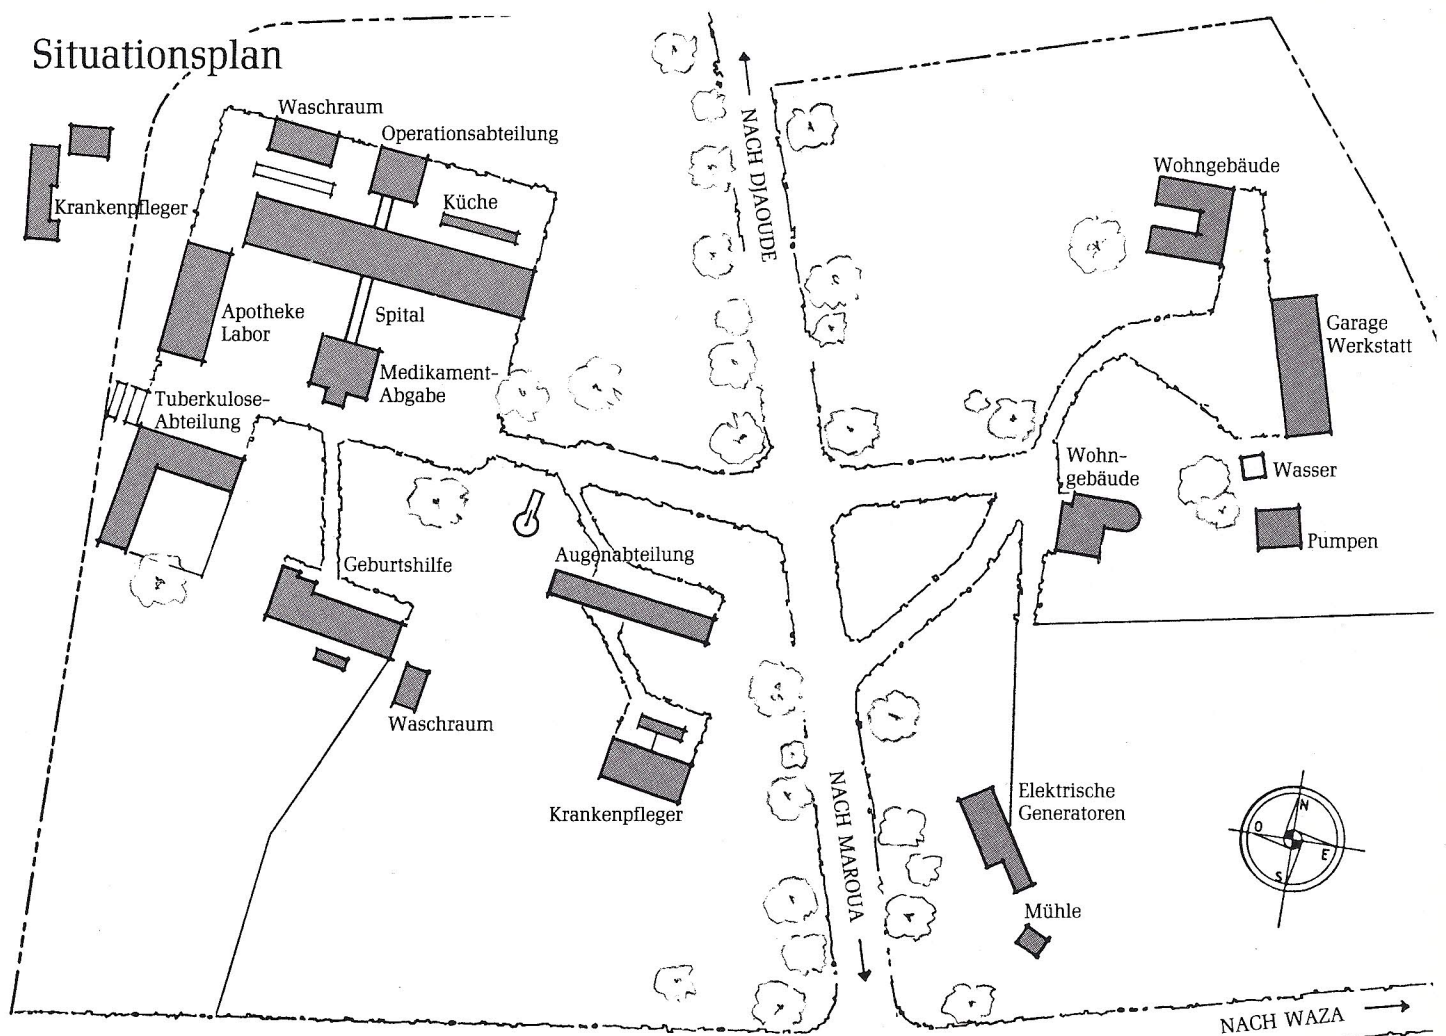 Situationsplan
Waschraum
Operationsabteilung
Krankenpfleger
Küche
NACH DJAOUDE
Wohngebäude
Apotheke
Labor
Spital
Garage
Werkstatt
Medikament-
Abgabe
Tuberkulose-
Abteilung
Wohn-
gebäude
Wasser
Pumpen
Geburtshilfe
Augenabteilung
Waschraum
Krankenpfleger
NACH MAROUA
Elektrische
Generatoren
Mühle
N
O
E
S
NACH WAZA